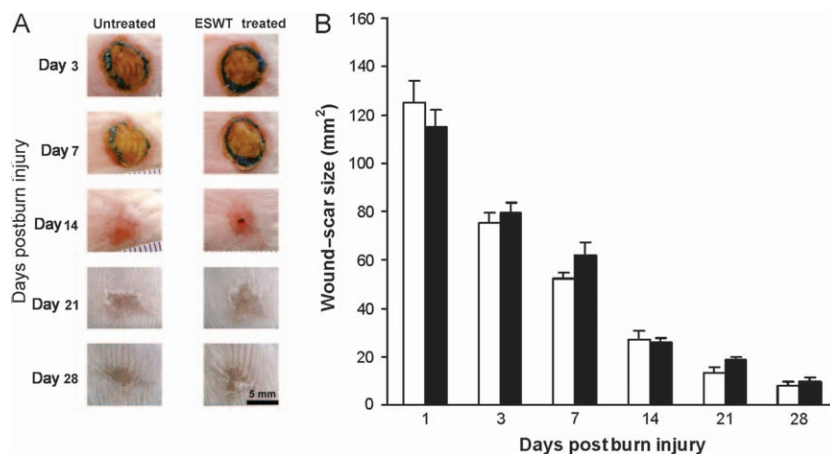 A
Untreated
ESWT treated
Days postburn injury
Day 3
Day 7
Day 14
Day 21
Day 28
5 mm
B
Wound–scar size (mm²)
160
140
120
100
80
60
40
20
0
1 3 7 14 21 28
Days postburn injury